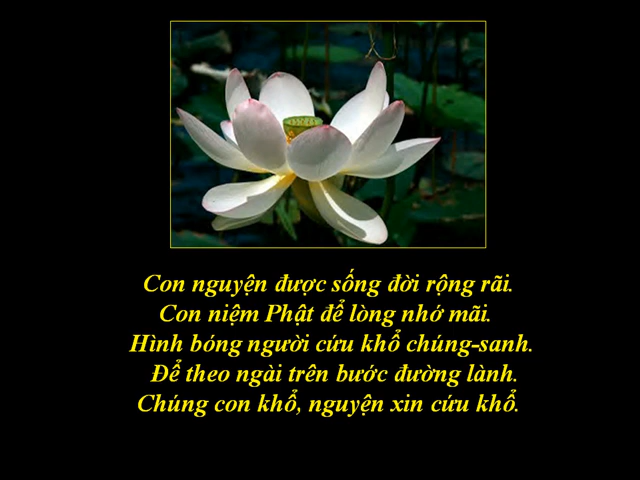 Con nguyện được sống đời rộng rãi.
Con niệm Phật để lòng nhớ mãi.
Hình bóng người cứu khổ chúng-sanh.
Để theo ngài trên bước đường lành.
Chúng con khổ, nguyện xin cứu khổ.